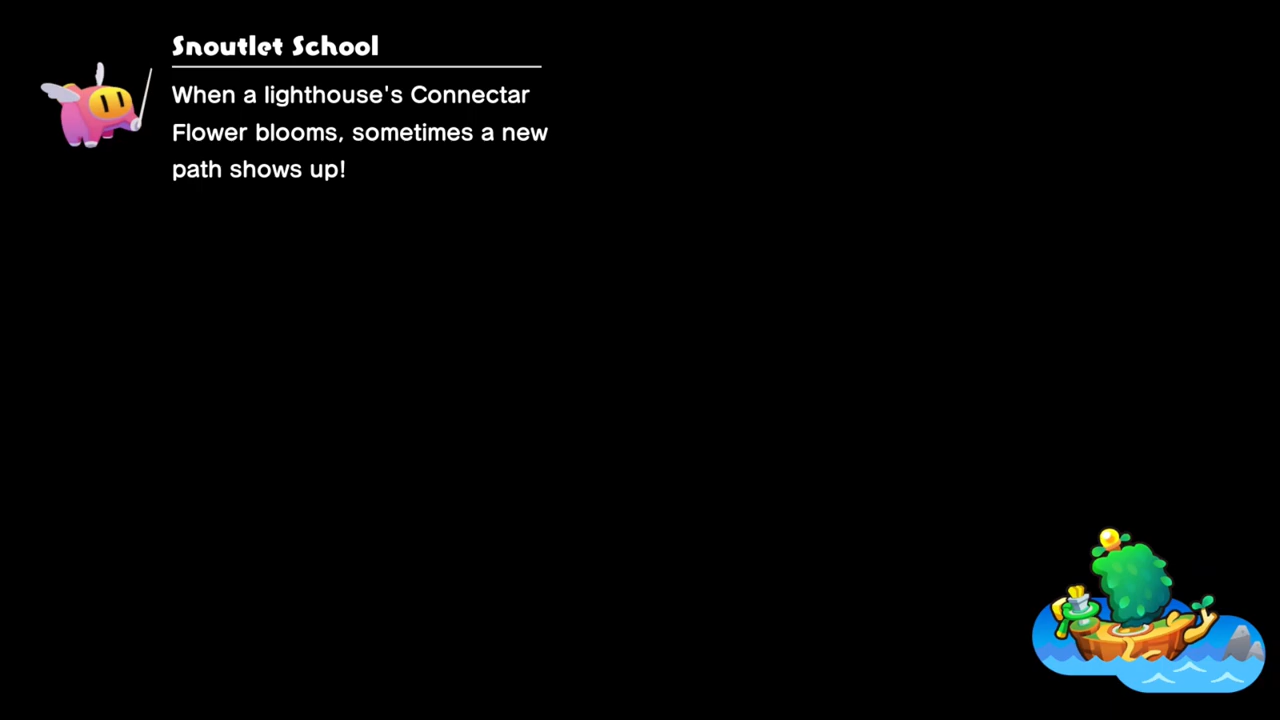 Snoutlet School
When a lighthouse's Connectar
Flower blooms, sometimes a new
path shows up!